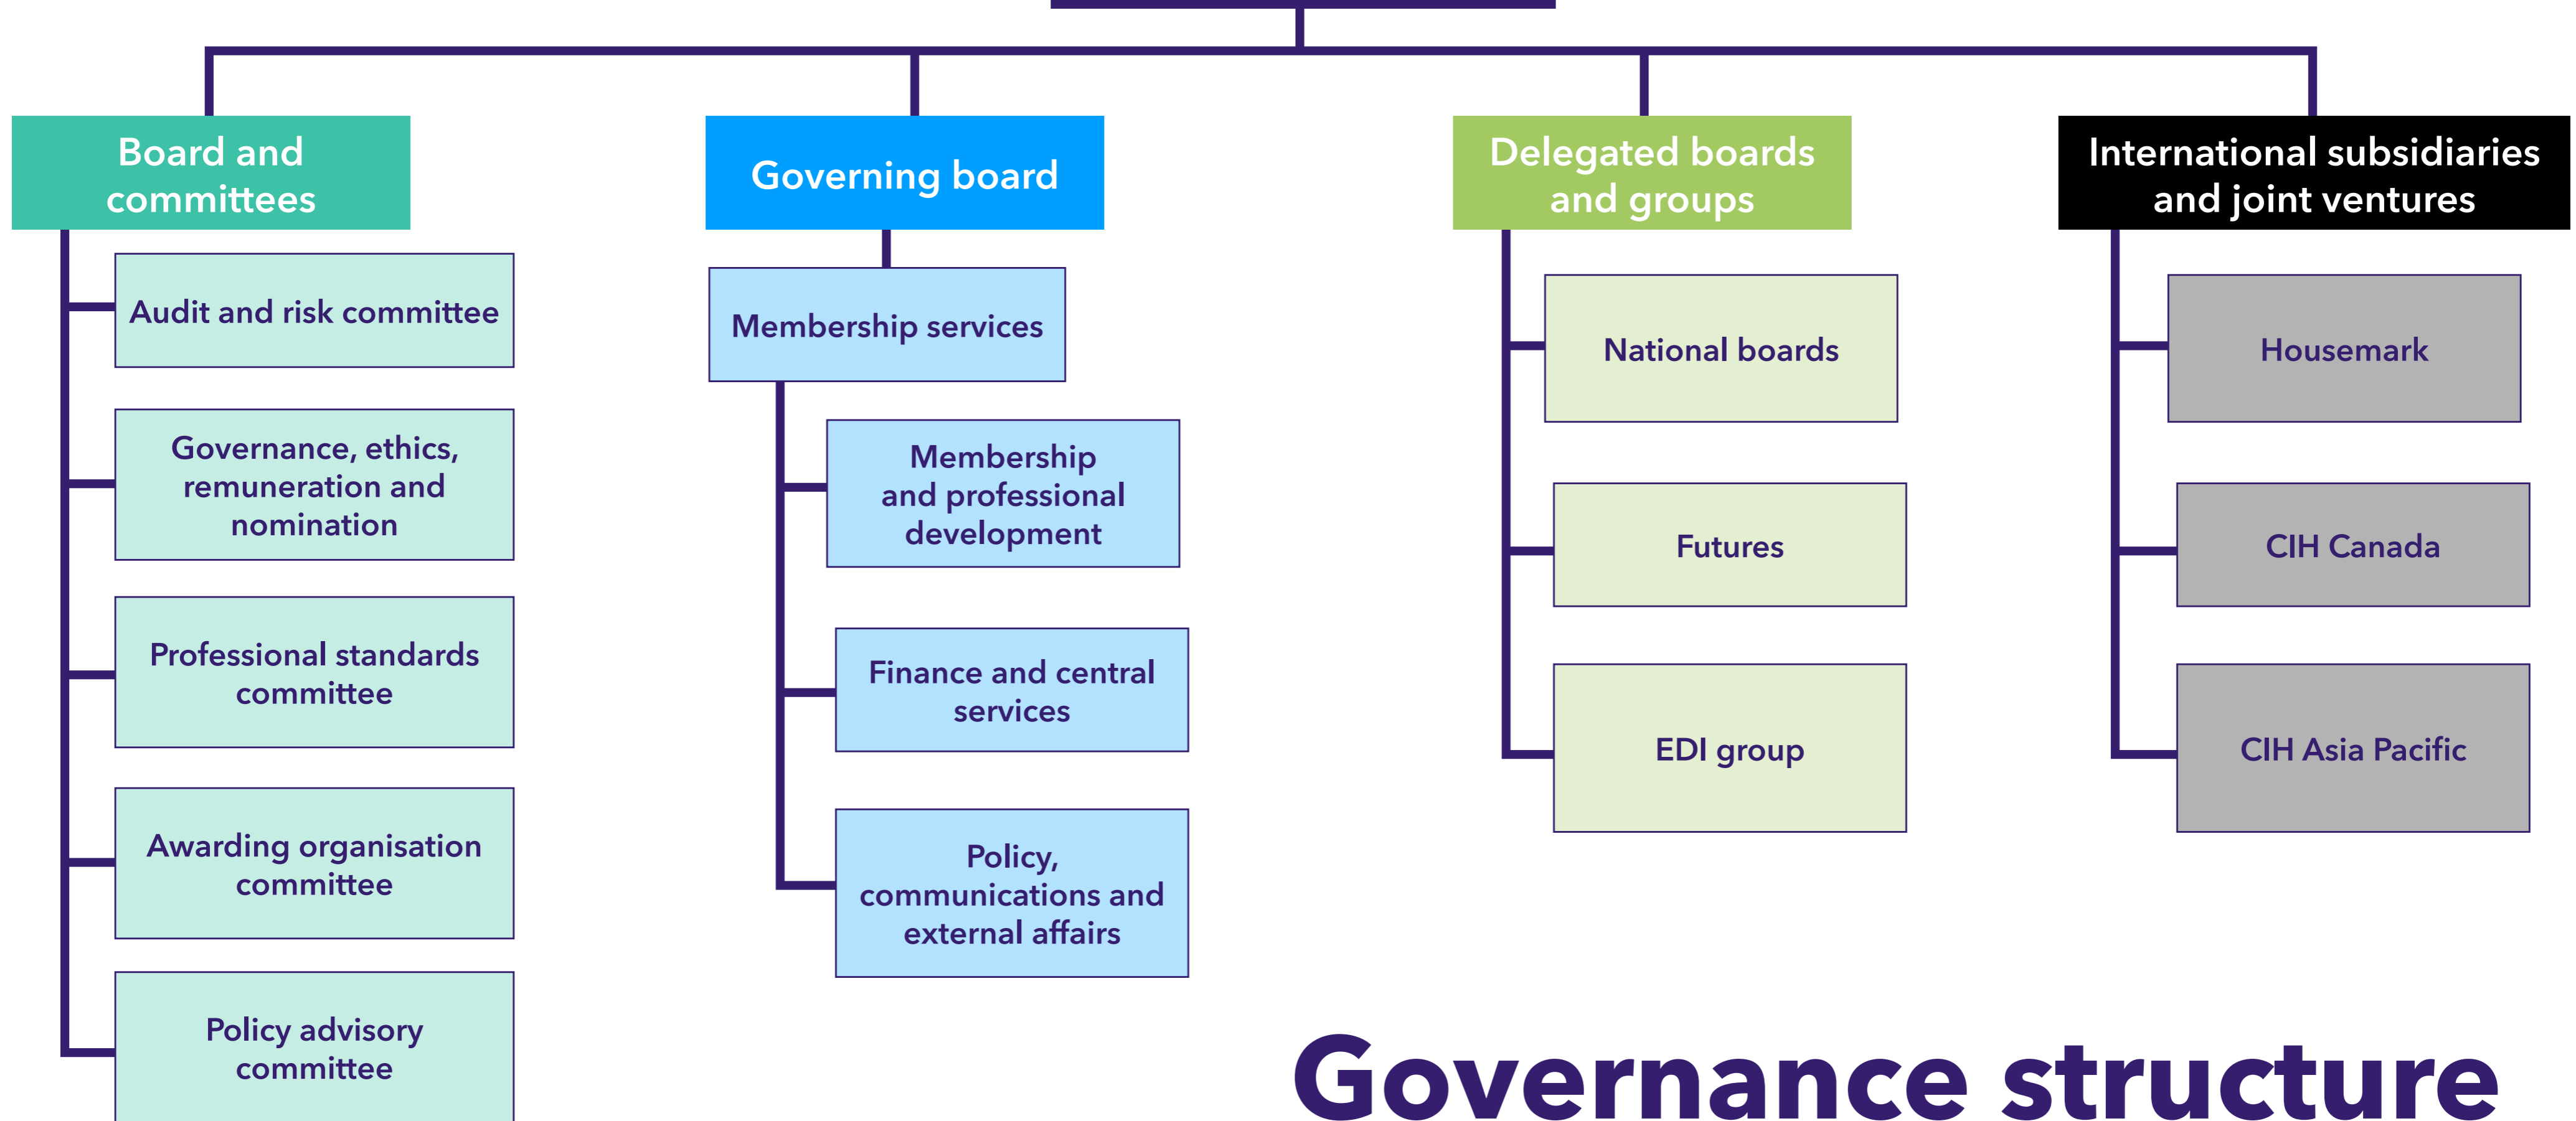 Board and
committees
Audit and risk committee
Governance, ethics,
remuneration and
nomination
Professional standards
committee
Awarding organisation
committee
Policy advisory
committee
Governing board
Membership services
Membership
and professional
development
Finance and central
services
Policy,
communications and
external affairs
Delegated boards
and groups
National boards
Futures
EDI group
International subsidiaries
and joint ventures
Housemark
CIH Canada
CIH Asia Pacific
Governance structure